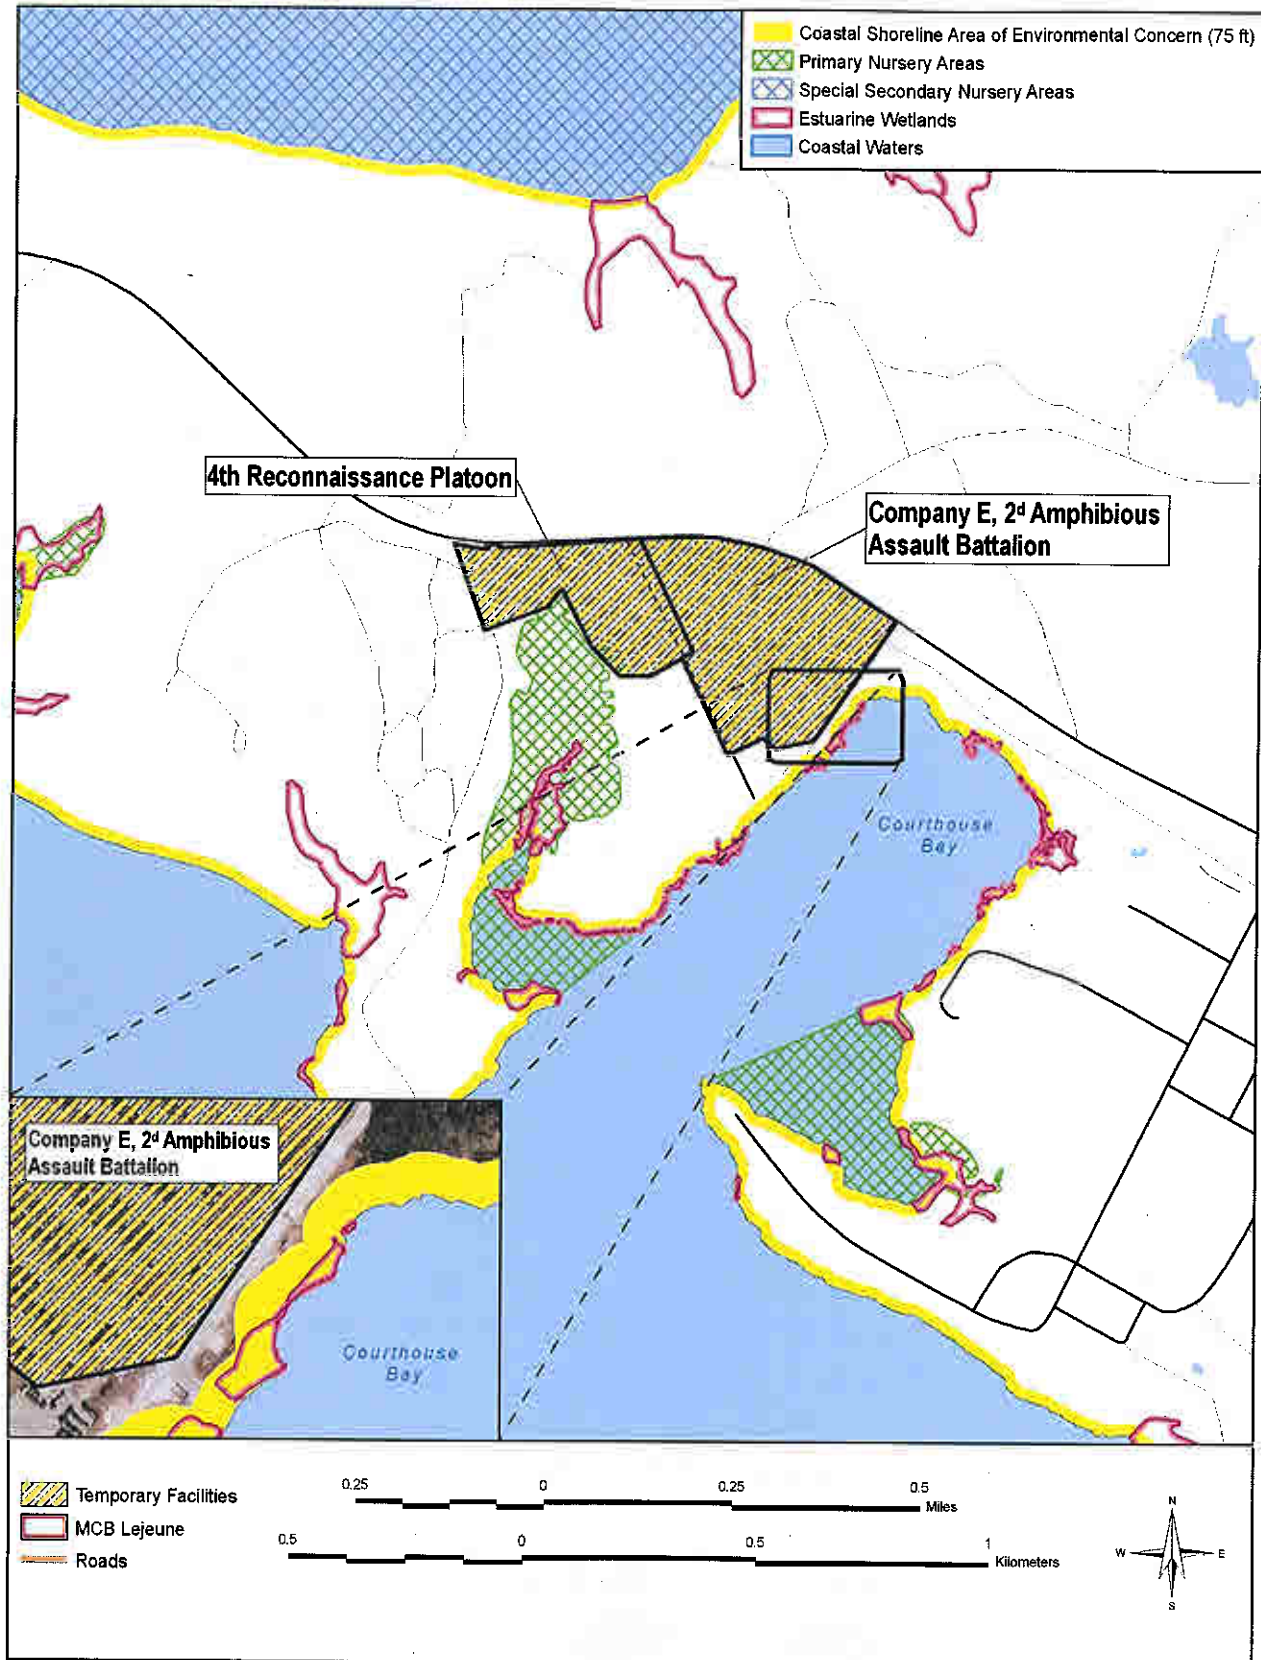 Coastal Shoreline Area of Environmental Concern (75 ft)
Primary Nursery Areas
Special Secondary Nursery Areas
Estuarine Wetlands
Coastal Waters
4th Reconnaissance Platoon
Company E, 2ᵈ Amphibious
Assault Battalion
Courthouse
Bay
Company E, 2ᵈ Amphibious
Assault Battalion
Courthouse
Bay
Temporary Facilities
MCB Lejeune
Roads
0.25 0 0.25 0.5
Miles
0.5 0 0.5 1
Kilometers
N
W E
S